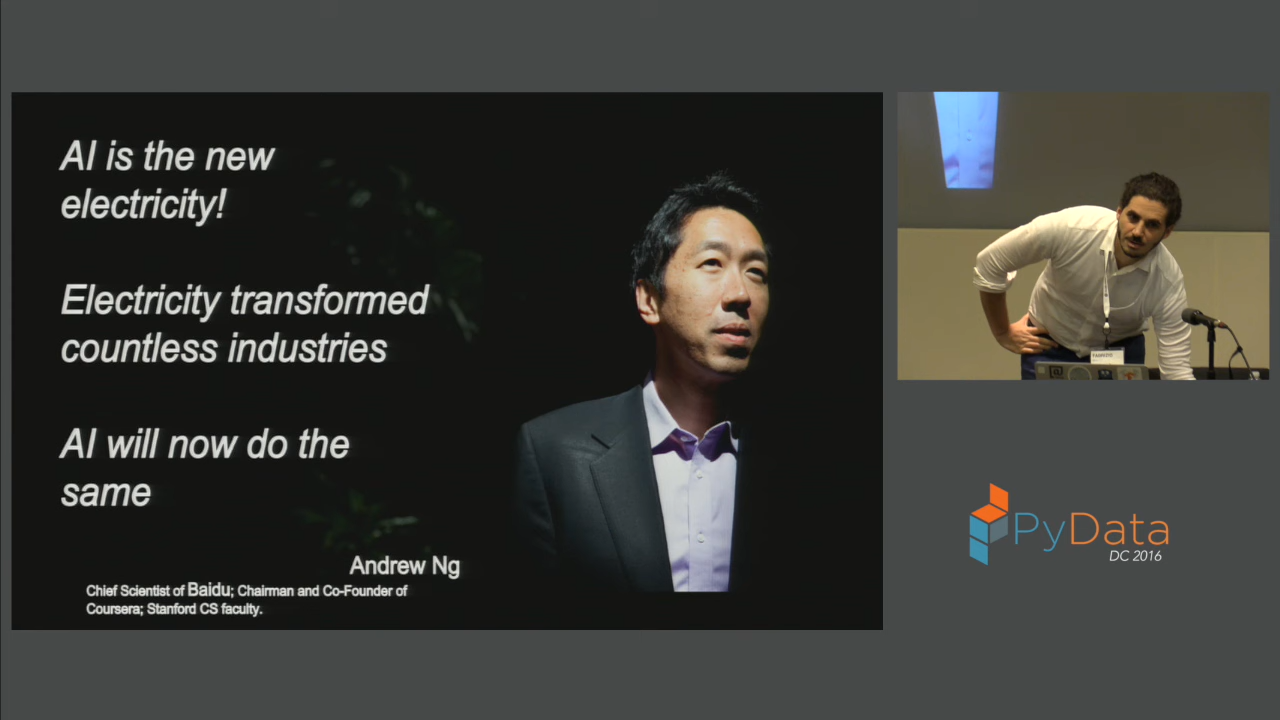 AI is the new
electricity!
Electricity transformed
countless industries
AI will now do the
same
Andrew Ng
Chief Scientist of Baidu; Chairman and Co-Founder of
Coursera; Stanford CS faculty.
PyData
DC 2016